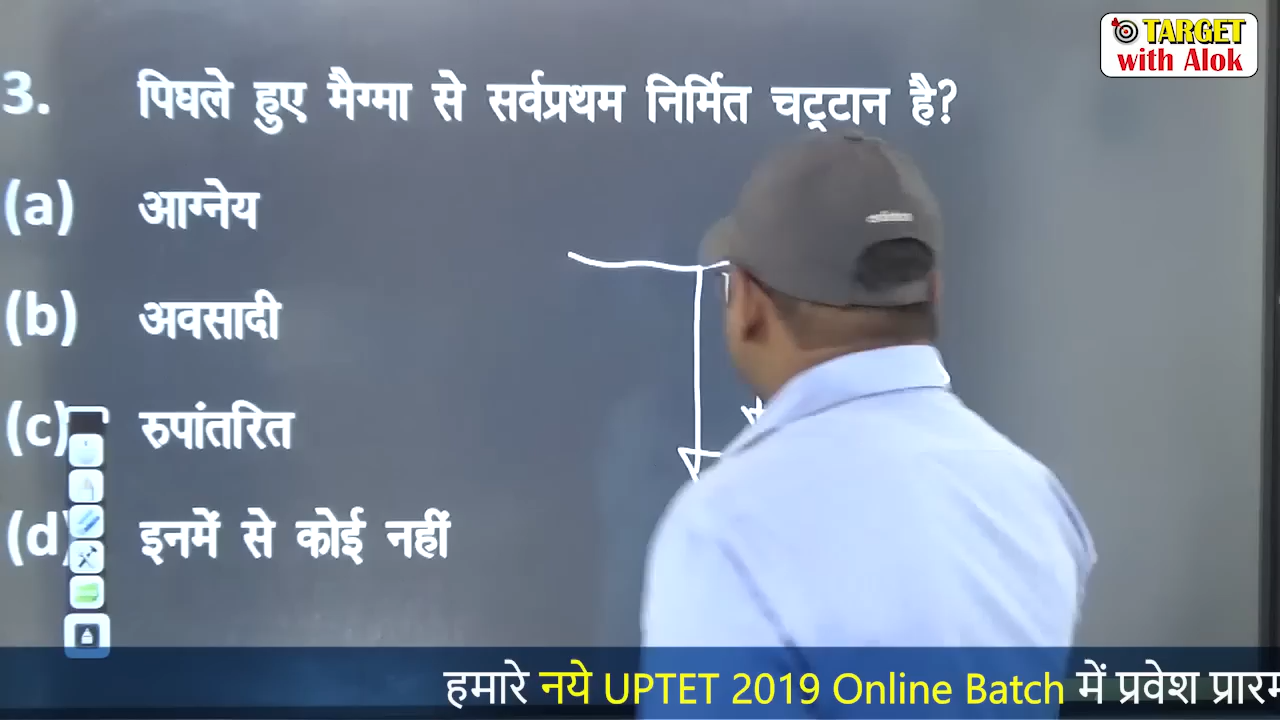 TARGET
with Alok
3. पिघले हुए मैग्मा से सर्वप्रथम निर्मित चट्टान है?
(a) आग्नेय
(b) अवसादी
(c) रुपांतरित
(d) इनमें से कोई नहीं
हमारे नये UPTET 2019 Online Batch में प्रवेश